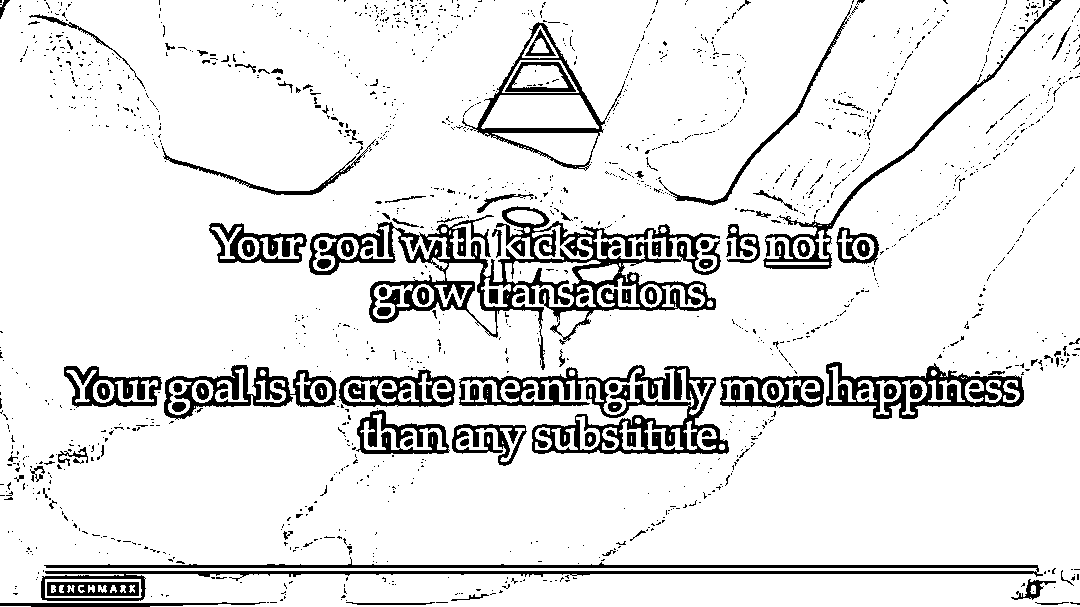 Your goal with kickstarting is not to
grow transactions.
Your goal is to create meaningfully more happiness
than any substitute.
BENCHMARK